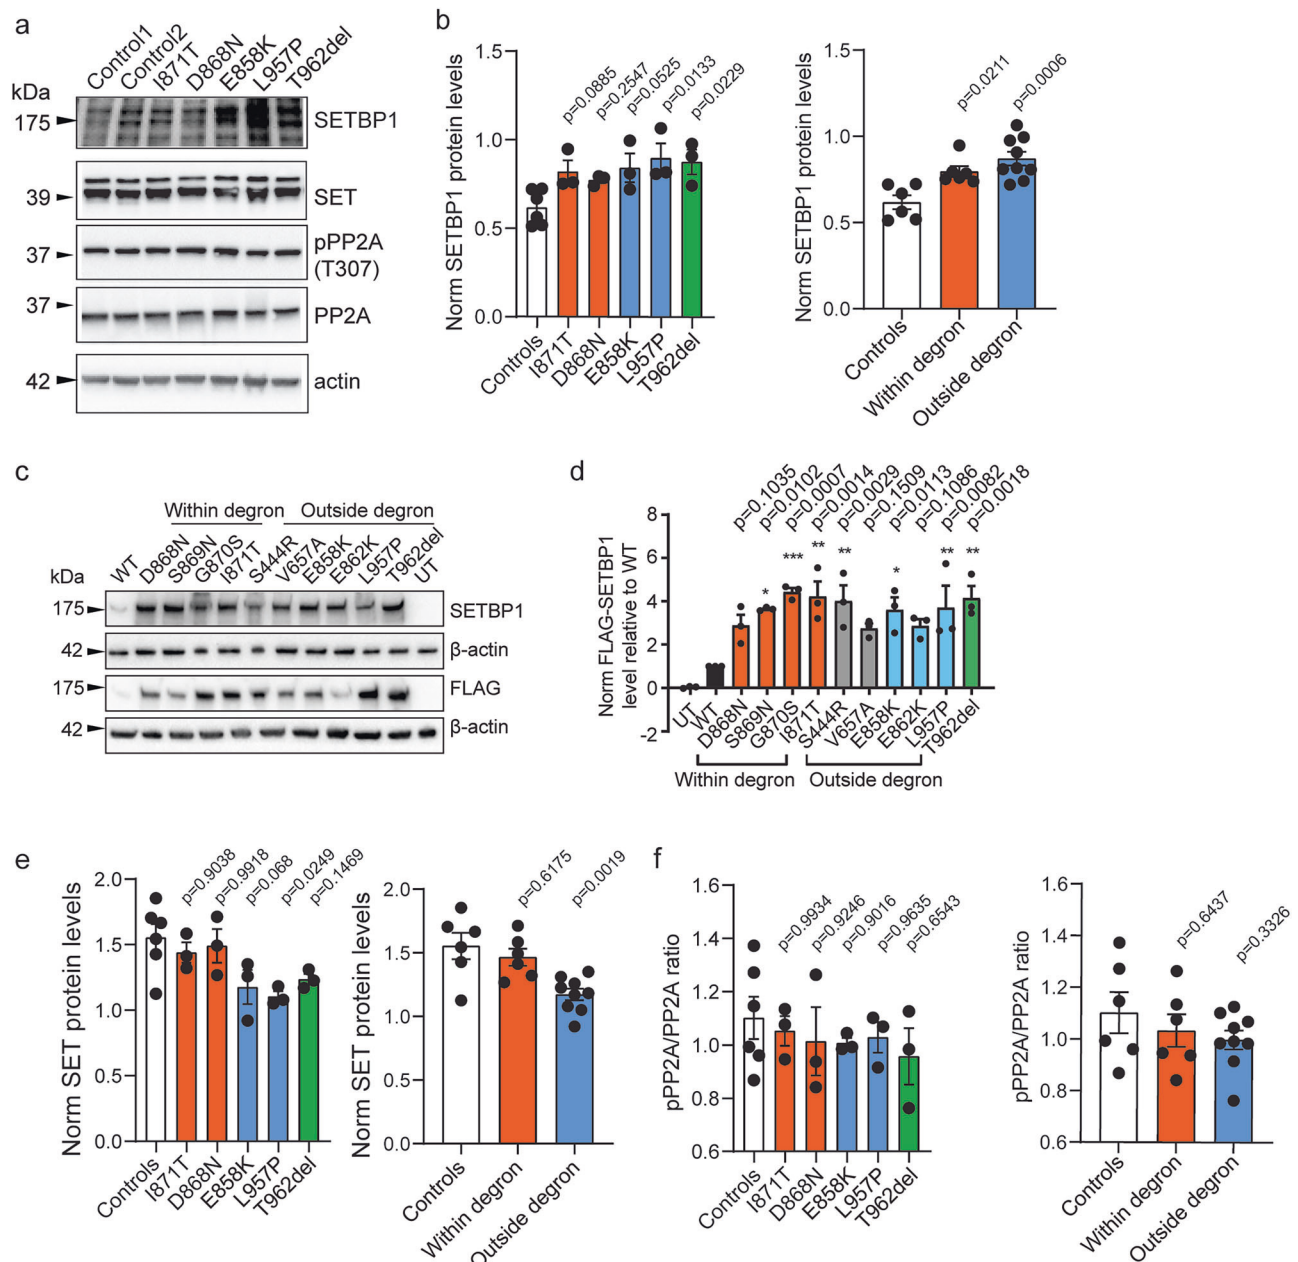 a
Control1
Control2
I871T
D868N
E858K
L957P
T962del
kDa
175
SETBP1
39
SET
37
pPP2A
(T307)
37
PP2A
42
actin
b
Norm SETBP1 protein levels
1.5
1.0
0.5
0.0
p=0.0885
p=0.2547
p=0.0525
p=0.0133
p=0.0229
Controls
I871T
D868N
E858K
L957P
T962del
Norm SETBP1 protein levels
1.5
1.0
0.5
0.0
p=0.0211
p=0.0006
Controls
Within degron
Outside degron
c
Within degron
Outside degron
WT
D868N
S869N
G870S
I871T
S444R
V657A
E858K
E862K
L957P
T962del
UT
kDa
175
SETBP1
42
β-actin
175
FLAG
42
β-actin
d
Norm FLAG-SETBP1
level relative to WT
8
6
4
2
0
-2
p=0.1035
p=0.0102
p=0.0007
p=0.0014
p=0.0029
p=0.1509
p=0.0113
p=0.1086
p=0.0082
p=0.0018
*
***
**
**
*
**
**
UT
WT
D868N
S869N
G870S
I871T
S444R
V657A
E858K
E862K
L957P
T962del
Within degron
Outside degron
e
Norm SET protein levels
2.0
1.5
1.0
0.5
0.0
p=0.9038
p=0.9918
p=0.068
p=0.0249
p=0.1469
Controls
I871T
D868N
E858K
L957P
T962del
Norm SET protein levels
2.0
1.5
1.0
0.5
0.0
p=0.6175
p=0.0019
Controls
Within degron
Outside degron
f
pPP2A/PP2A ratio
1.6
1.4
1.2
1.0
0.8
0.6
p=0.9934
p=0.9246
p=0.9016
p=0.9635
p=0.6543
Controls
I871T
D868N
E858K
L957P
T962del
pPP2A/PP2A ratio
1.6
1.4
1.2
1.0
0.8
0.6
p=0.6437
p=0.3326
Controls
Within degron
Outside degron